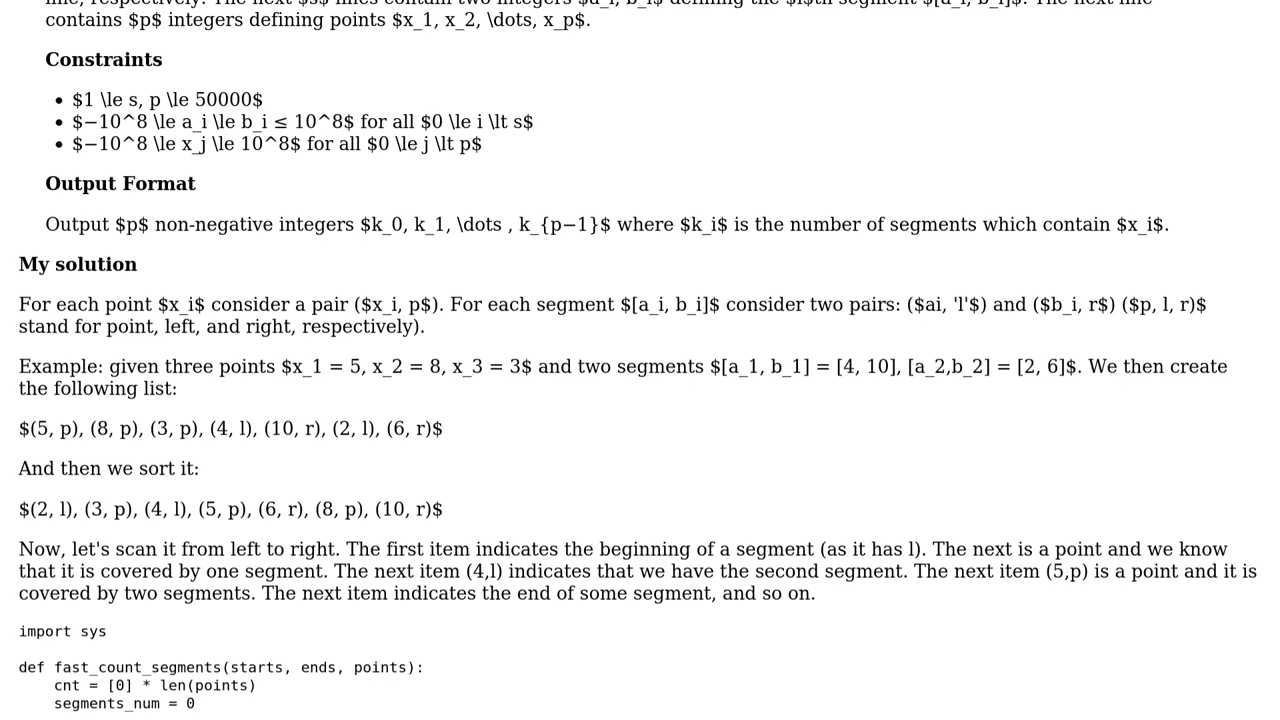 contains $p$ integers defining points $x_1, x_2, \dots, x_p$.
Constraints
• $1 \le s, p \le 50000$
• $−10^8 \le a_i \le b_i ≤ 10^8$ for all $0 \le i \lt s$
• $−10^8 \le x_j \le 10^8$ for all $0 \le j \lt p$
Output Format
Output $p$ non-negative integers $k_0, k_1, \dots , k_{p−1}$ where $k_i$ is the number of segments which contain $x_i$.
My solution
For each point $x_i$ consider a pair ($x_i, p$). For each segment $[a_i, b_i]$ consider two pairs: ($ai, 'l'$) and ($b_i, r$) ($p, l, r)$
stand for point, left, and right, respectively).
Example: given three points $x_1 = 5, x_2 = 8, x_3 = 3$ and two segments $[a_1, b_1] = [4, 10], [a_2,b_2] = [2, 6]$. We then create
the following list:
$(5, p), (8, p), (3, p), (4, l), (10, r), (2, l), (6, r)$
And then we sort it:
$(2, l), (3, p), (4, l), (5, p), (6, r), (8, p), (10, r)$
Now, let's scan it from left to right. The first item indicates the beginning of a segment (as it has l). The next is a point and we know
that it is covered by one segment. The next item (4,l) indicates that we have the second segment. The next item (5,p) is a point and it is
covered by two segments. The next item indicates the end of some segment, and so on.
import sys
def fast_count_segments(starts, ends, points):
    cnt = [0] * len(points)
    segments_num = 0